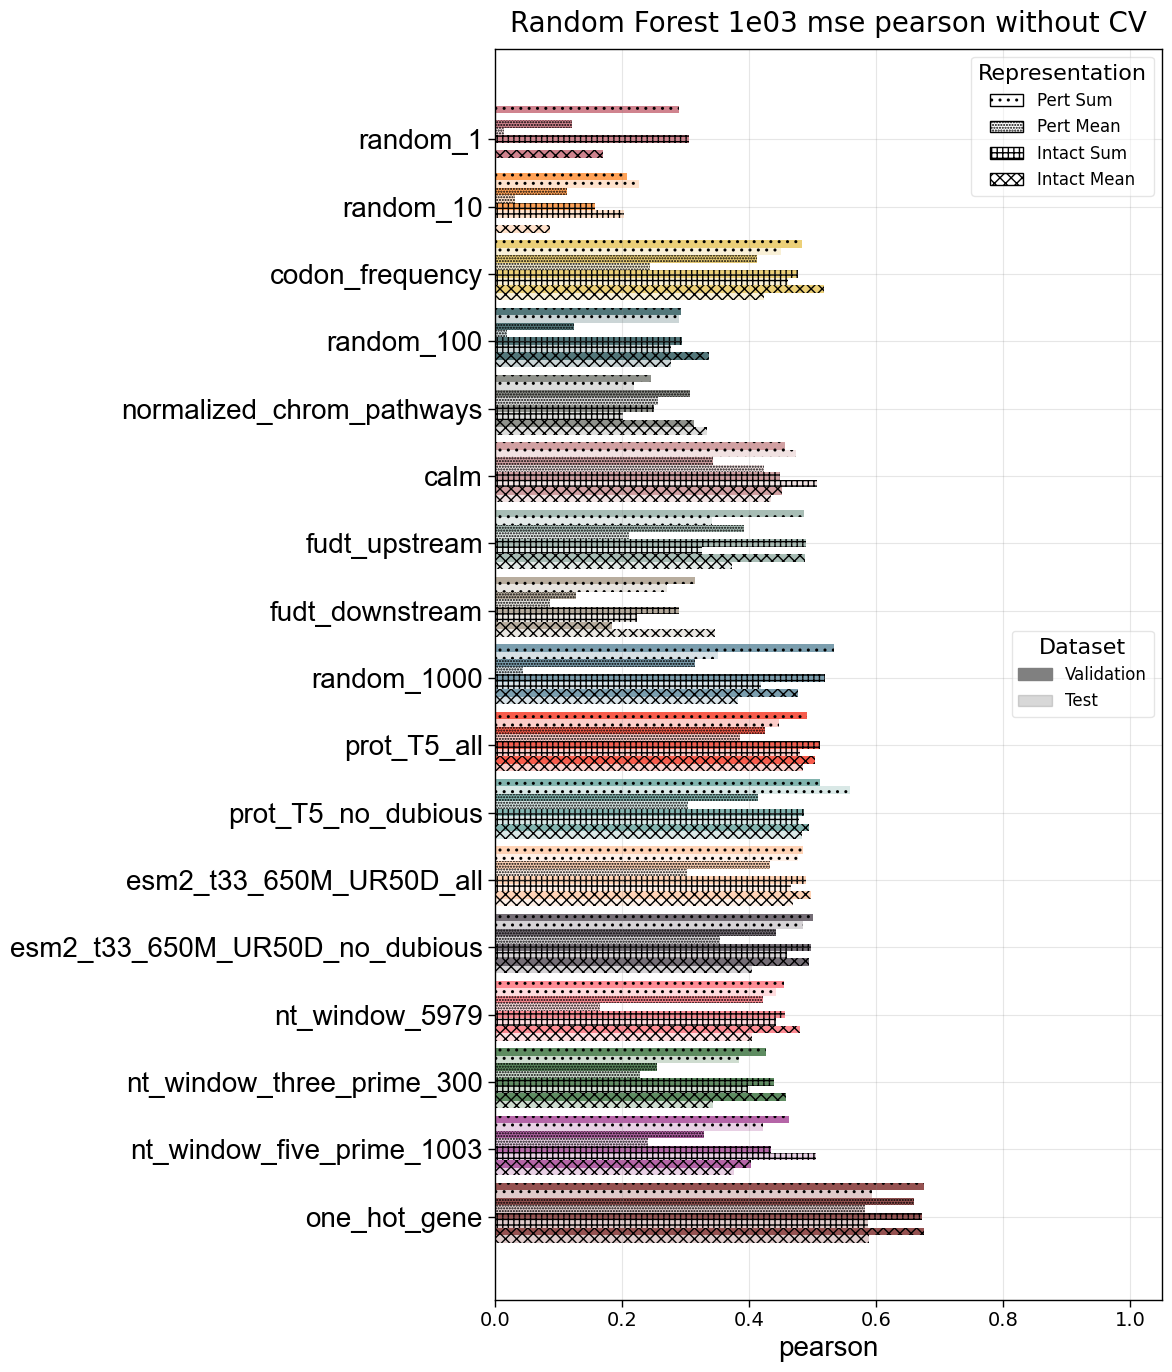 Random Forest 1e03 mse pearson without CV
Representation
Pert Sum
Pert Mean
Intact Sum
Intact Mean
random_1
random_10
codon_frequency
random_100
normalized_chrom_pathways
calm
fudt_upstream
fudt_downstream
random_1000
prot_T5_all
prot_T5_no_dubious
esm2_t33_650M_UR50D_all
esm2_t33_650M_UR50D_no_dubious
nt_window_5979
nt_window_three_prime_300
nt_window_five_prime_1003
one_hot_gene
Dataset
Validation
Test
0.0 0.2 0.4 0.6 0.8 1.0
pearson